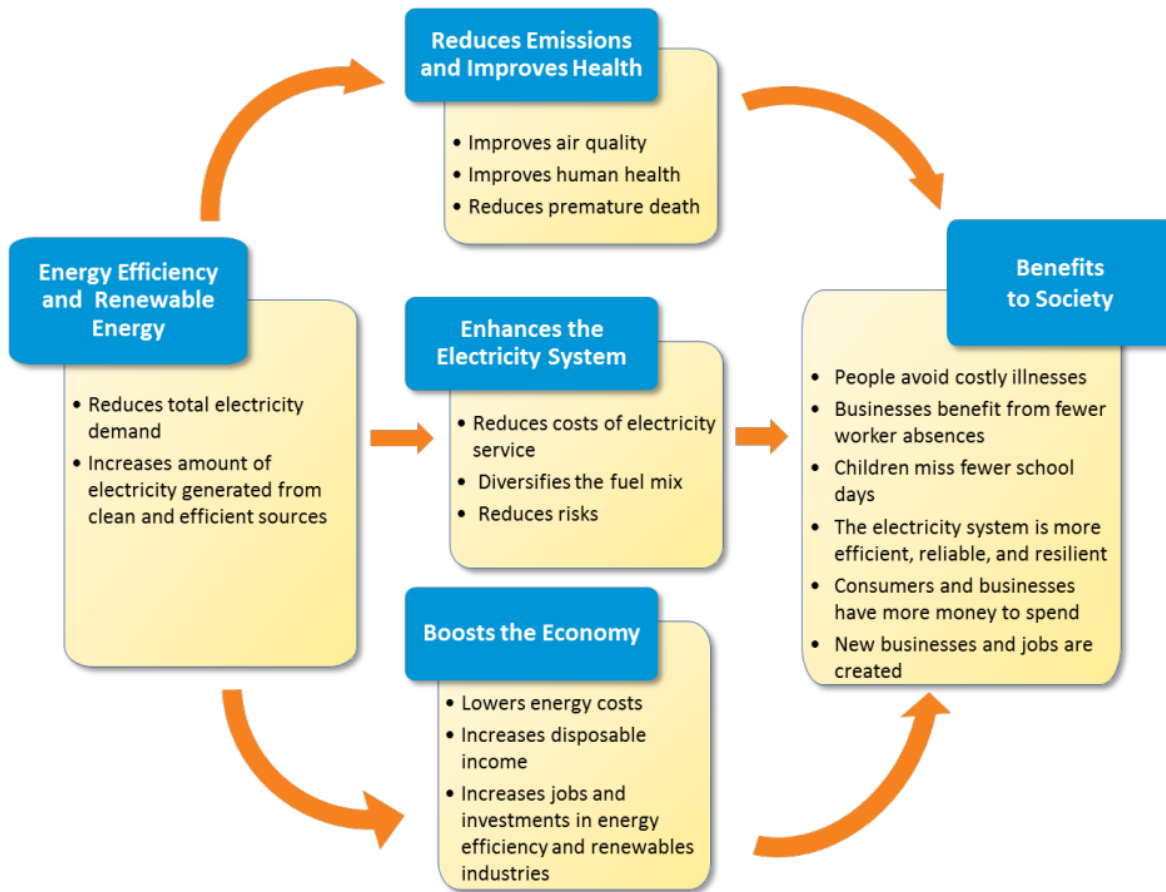 Reduces Emissions
and Improves Health
• Improves air quality
• Improves human health
• Reduces premature death
Energy Efficiency
and Renewable
Energy
• Reduces total electricity
demand
• Increases amount of
electricity generated from
clean and efficient sources
Enhances the
Electricity System
• Reduces costs of electricity
service
• Diversifies the fuel mix
• Reduces risks
Boosts the Economy
• Lowers energy costs
• Increases disposable
income
• Increases jobs and
investments in energy
efficiency and renewables
industries
Benefits
to Society
• People avoid costly illnesses
• Businesses benefit from fewer
worker absences
• Children miss fewer school
days
• The electricity system is more
efficient, reliable, and resilient
• Consumers and businesses
have more money to spend
• New businesses and jobs are
created